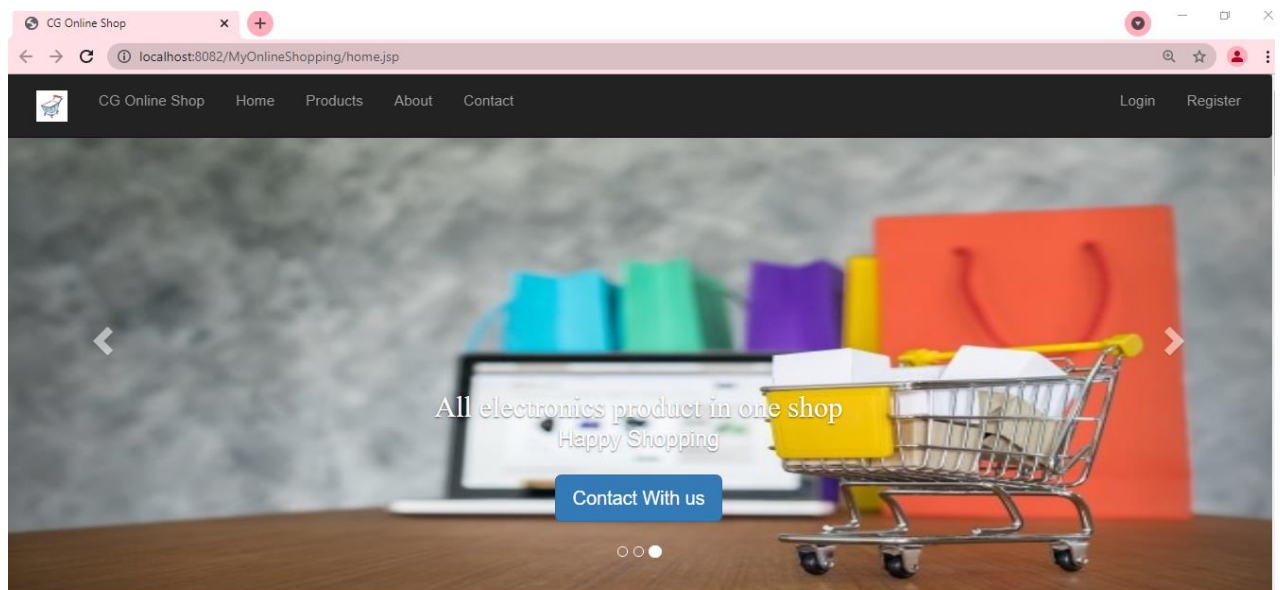 CG Online Shop
localhost:8082/MyOnlineShopping/home.jsp
CG Online Shop Home Products About Contact Login Register
All electronics product in one shop
Happy Shopping
Contact With us